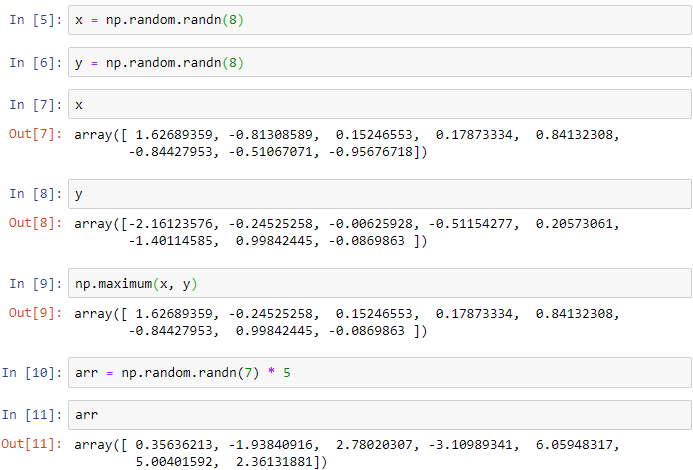 In [5]: x = np.random.randn(8)
In [6]: y = np.random.randn(8)
In [7]: x
Out[7]: array([ 1.62689359, -0.81308589,  0.15246553,  0.17873334,  0.84132308,
-0.84427953, -0.51067071, -0.95676718])
In [8]: y
Out[8]: array([-2.16123576, -0.24525258, -0.00625928, -0.51154277,  0.20573061,
-1.40114585,  0.99842445, -0.0869863 ])
In [9]: np.maximum(x, y)
Out[9]: array([ 1.62689359, -0.24525258,  0.15246553,  0.17873334,  0.84132308,
-0.84427953,  0.99842445, -0.0869863 ])
In [10]: arr = np.random.randn(7) * 5
In [11]: arr
Out[11]: array([ 0.35636213, -1.93840916,  2.78020307, -3.10989341,  6.05948317,
5.00401592,  2.36131881])